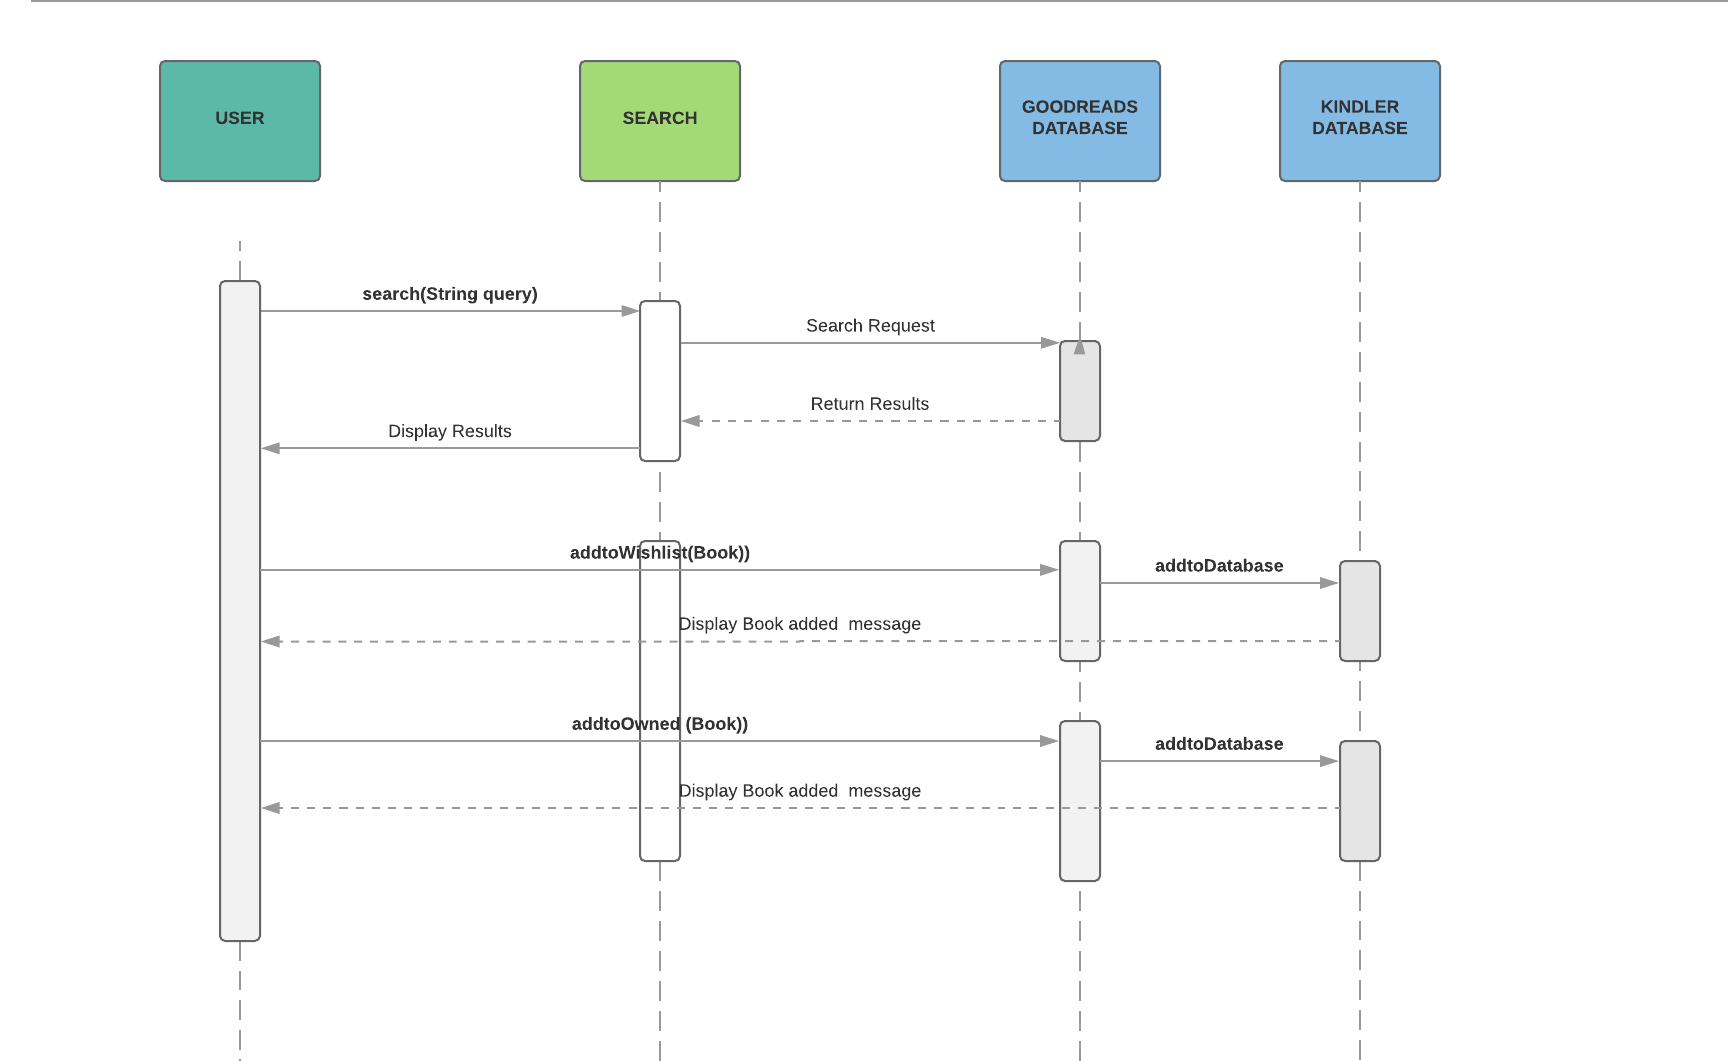 USER
SEARCH
GOODREADS
DATABASE
KINDLER
DATABASE
search(String query)
Search Request
Return Results
Display Results
addtoWishlist(Book))
addtoDatabase
Display Book added  message
addtoOwned (Book))
addtoDatabase
Display Book added  message